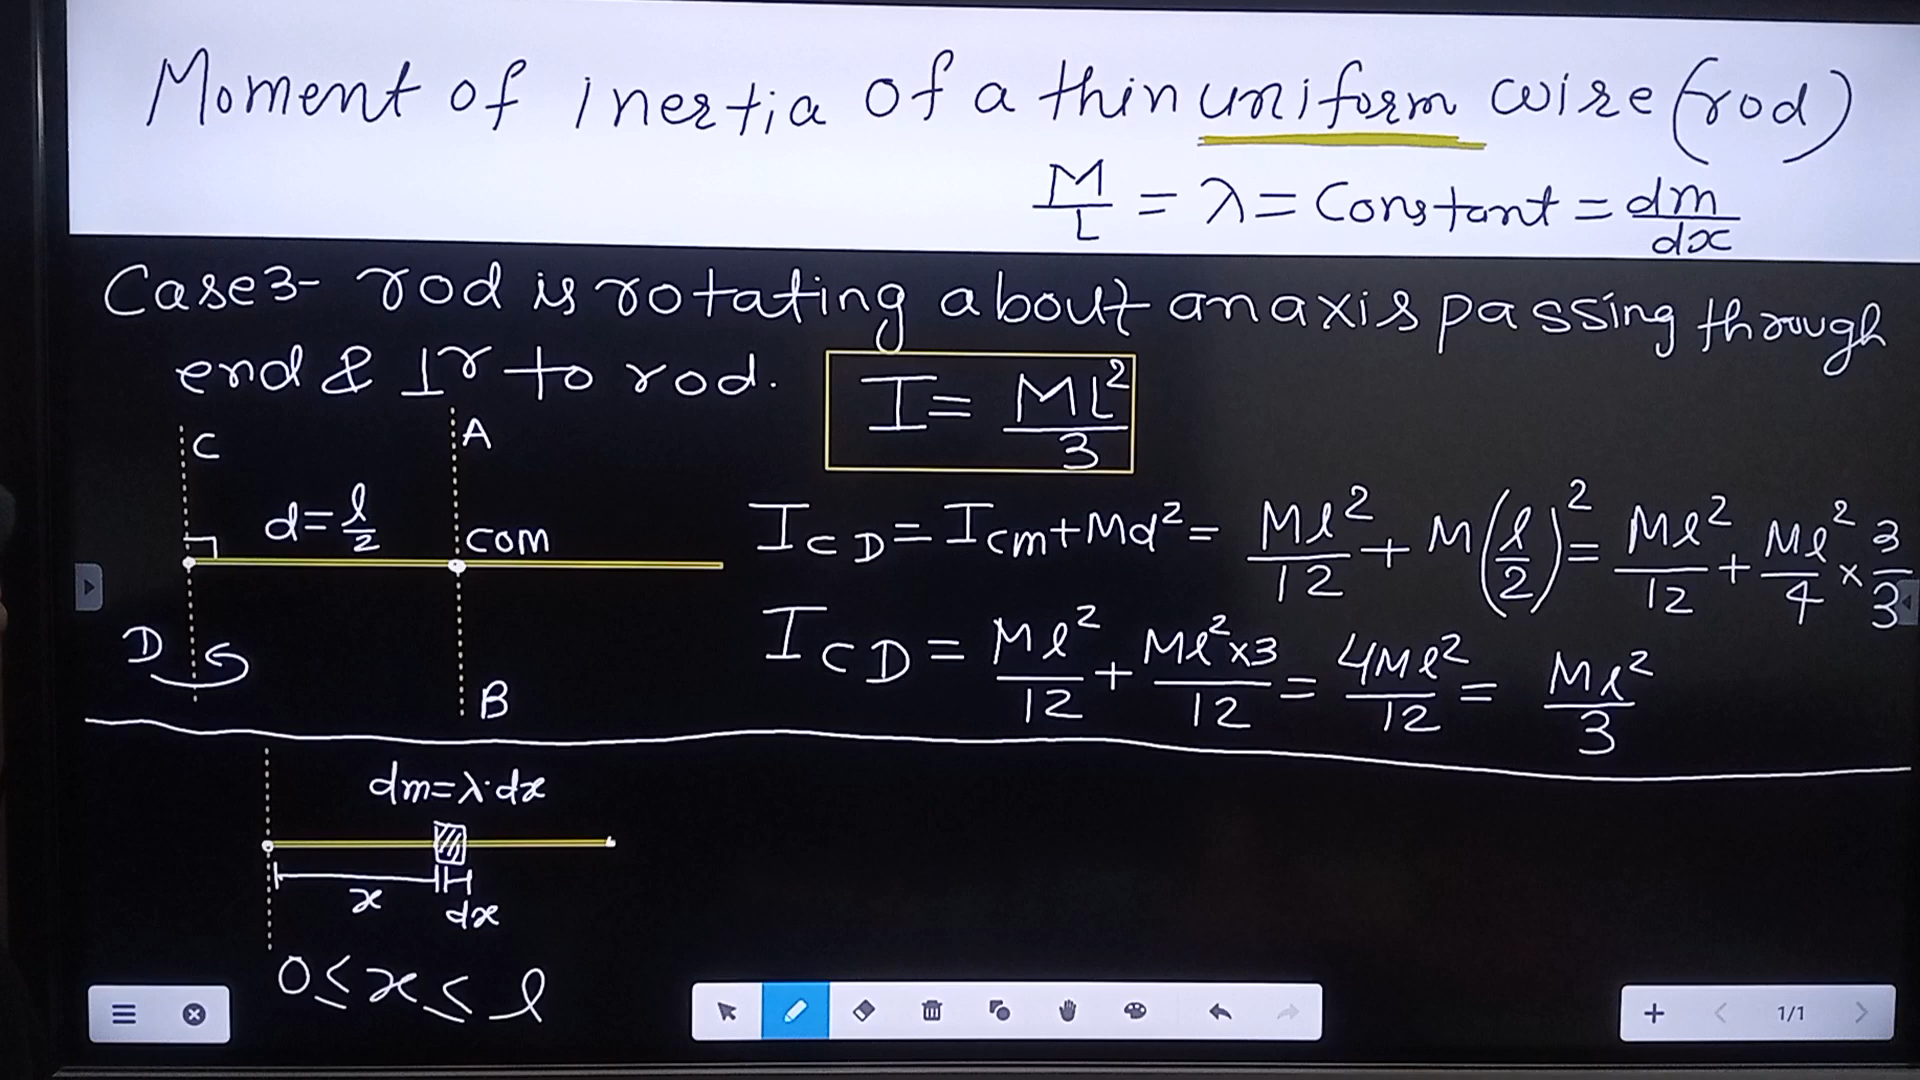 Moment of inertia of a thin uniform wire (rod)
M/L = λ = Constant = dm/dx
Case3- rod is rotating about an axis passing through
end & ⊥r to rod.
I = ML²/3
C
A
d = l/2
com
I_CD = I_cm + Md² = Ml²/12 + M(l/2)² = Ml²/12 + Ml²/4 × 3/3
D
B
I_CD = Ml²/12 + Ml²×3/12 = 4Ml²/12 = Ml²/3
dm=λ·dx
x
dx
0 ≤ x ≤ l
1/1